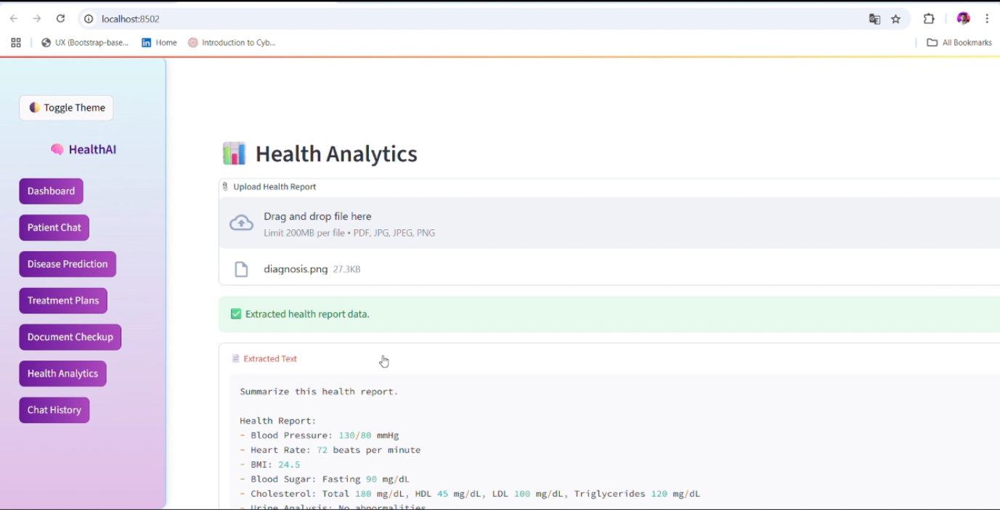 localhost:8502
UX (Bootstrap-base...
Home
Introduction to Cyb...
All Bookmarks
Toggle Theme
HealthAI
Dashboard
Patient Chat
Disease Prediction
Treatment Plans
Document Checkup
Health Analytics
Chat History
Health Analytics
Upload Health Report
Drag and drop file here
Limit 200MB per file • PDF, JPG, JPEG, PNG
diagnosis.png 27.3KB
Extracted health report data.
Extracted Text
Summarize this health report.
Health Report:
- Blood Pressure: 130/80 mmHg
- Heart Rate: 72 beats per minute
- BMI: 24.5
- Blood Sugar: Fasting 90 mg/dL
- Cholesterol: Total 180 mg/dL, HDL 45 mg/dL, LDL 100 mg/dL, Triglycerides 120 mg/dL
- Urine Analysis: No abnormalities